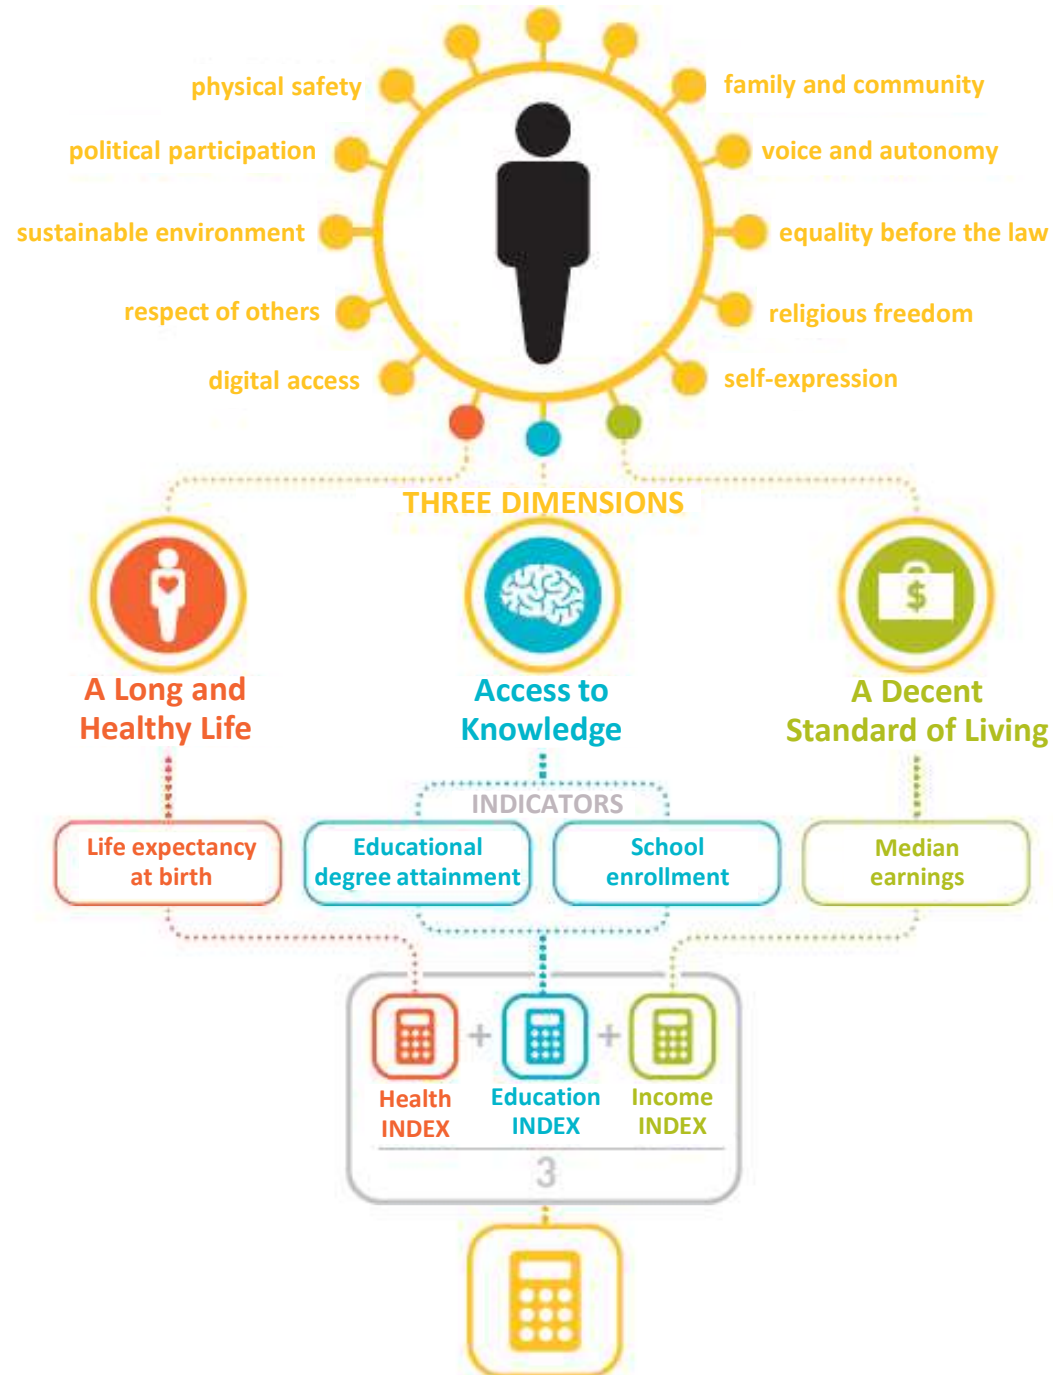 physical safety
family and community
political participation
voice and autonomy
sustainable environment
equality before the law
respect of others
religious freedom
digital access
self-expression
THREE DIMENSIONS
A Long and
Healthy Life
Access to
Knowledge
A Decent
Standard of Living
$
INDICATORS
Life expectancy
at birth
Educational
degree attainment
School
enrollment
Median
earnings
+ +
Health
INDEX
Education
INDEX
Income
INDEX
3